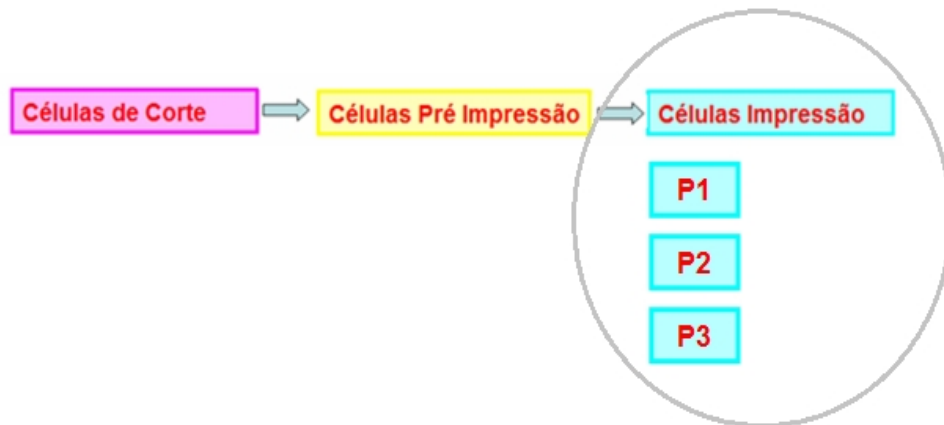 Células de Corte
Células Pré Impressão
Células Impressão
P1
P2
P3